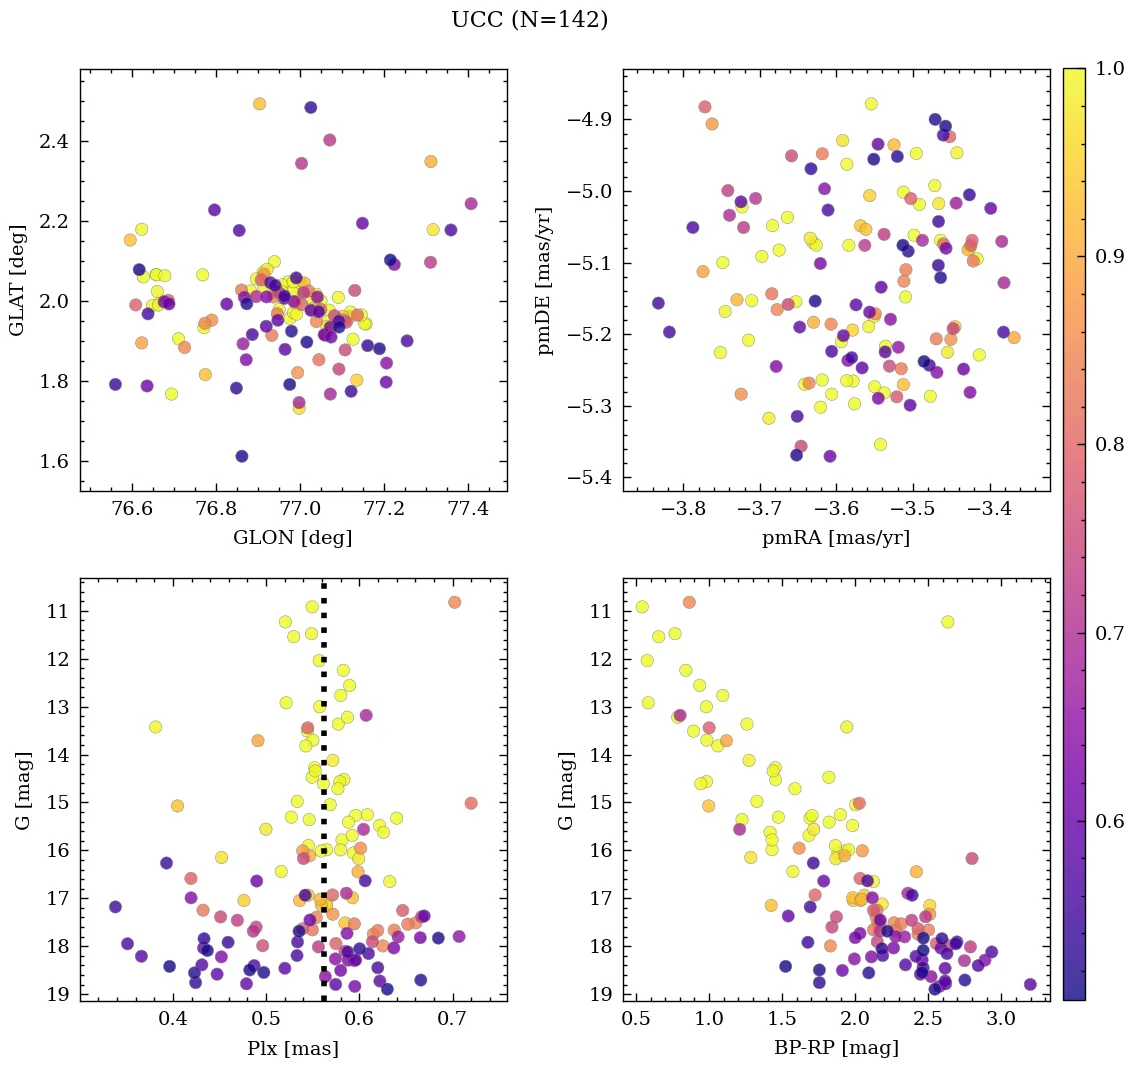 UCC (N=142)
2.4
2.2
2.0
1.8
1.6
GLAT [deg]
76.6 76.8 77.0 77.2 77.4
GLON [deg]
−4.9
−5.0
−5.1
−5.2
−5.3
−5.4
pmDE [mas/yr]
−3.8 −3.7 −3.6 −3.5 −3.4
pmRA [mas/yr]
1.0
0.9
0.8
0.7
0.6
11
12
13
14
15
16
17
18
19
G [mag]
0.4 0.5 0.6 0.7
Plx [mas]
11
12
13
14
15
16
17
18
19
G [mag]
0.5 1.0 1.5 2.0 2.5 3.0
BP-RP [mag]